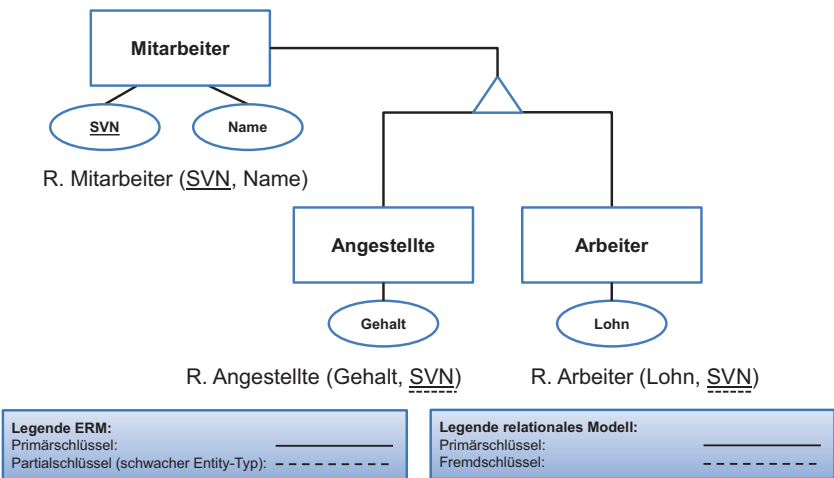 Mitarbeiter
SVN
Name
R. Mitarbeiter (SVN, Name)
Angestellte
Arbeiter
Gehalt
Lohn
R. Angestellte (Gehalt, SVN)
R. Arbeiter (Lohn, SVN)
Legende ERM:
Primärschlüssel:
Partialschlüssel (schwacher Entity-Typ):
Legende relationales Modell:
Primärschlüssel:
Fremdschlüssel: